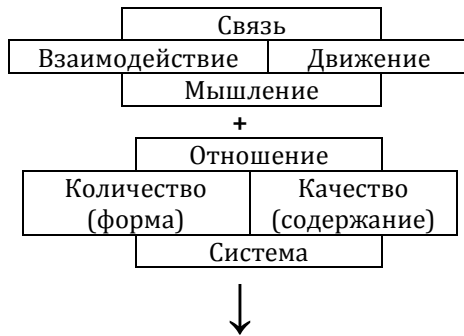 Связь
Взаимодействие Движение
Мышление
+
Отношение
Количество Качество
(форма) (содержание)
Система